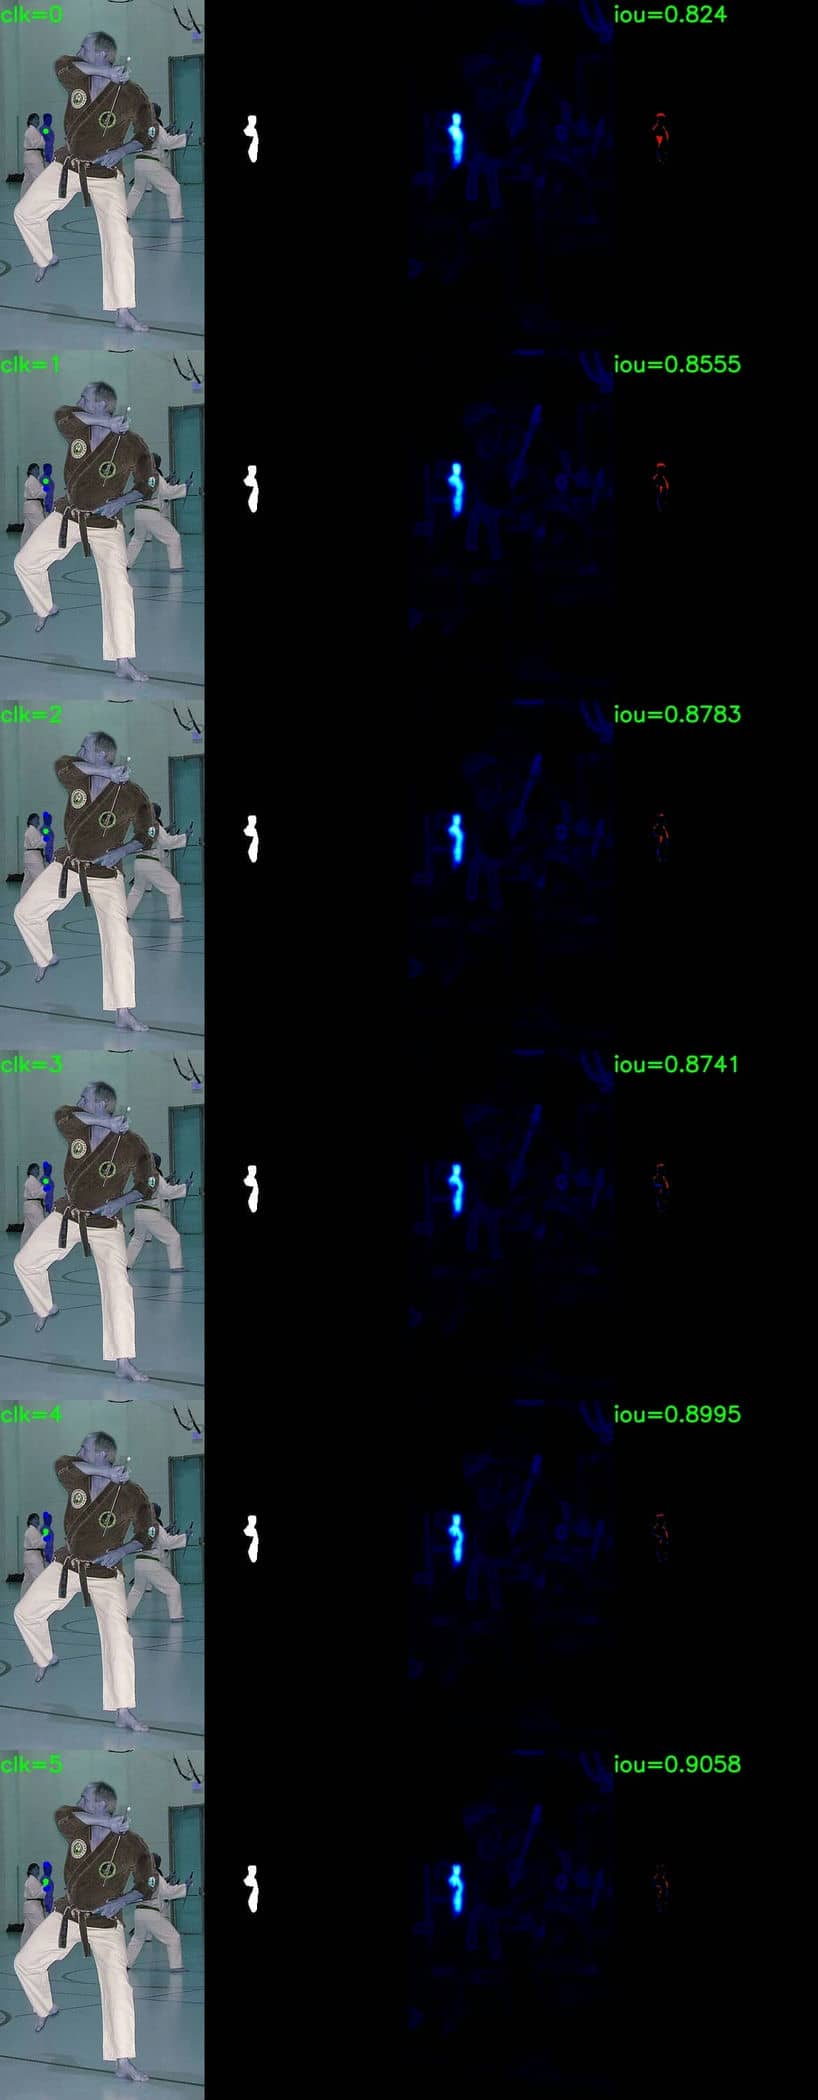 clk=0 iou=0.824
clk=1 iou=0.8555
clk=2 iou=0.8783
clk=3 iou=0.8741
clk=4 iou=0.8995
clk=5 iou=0.9058